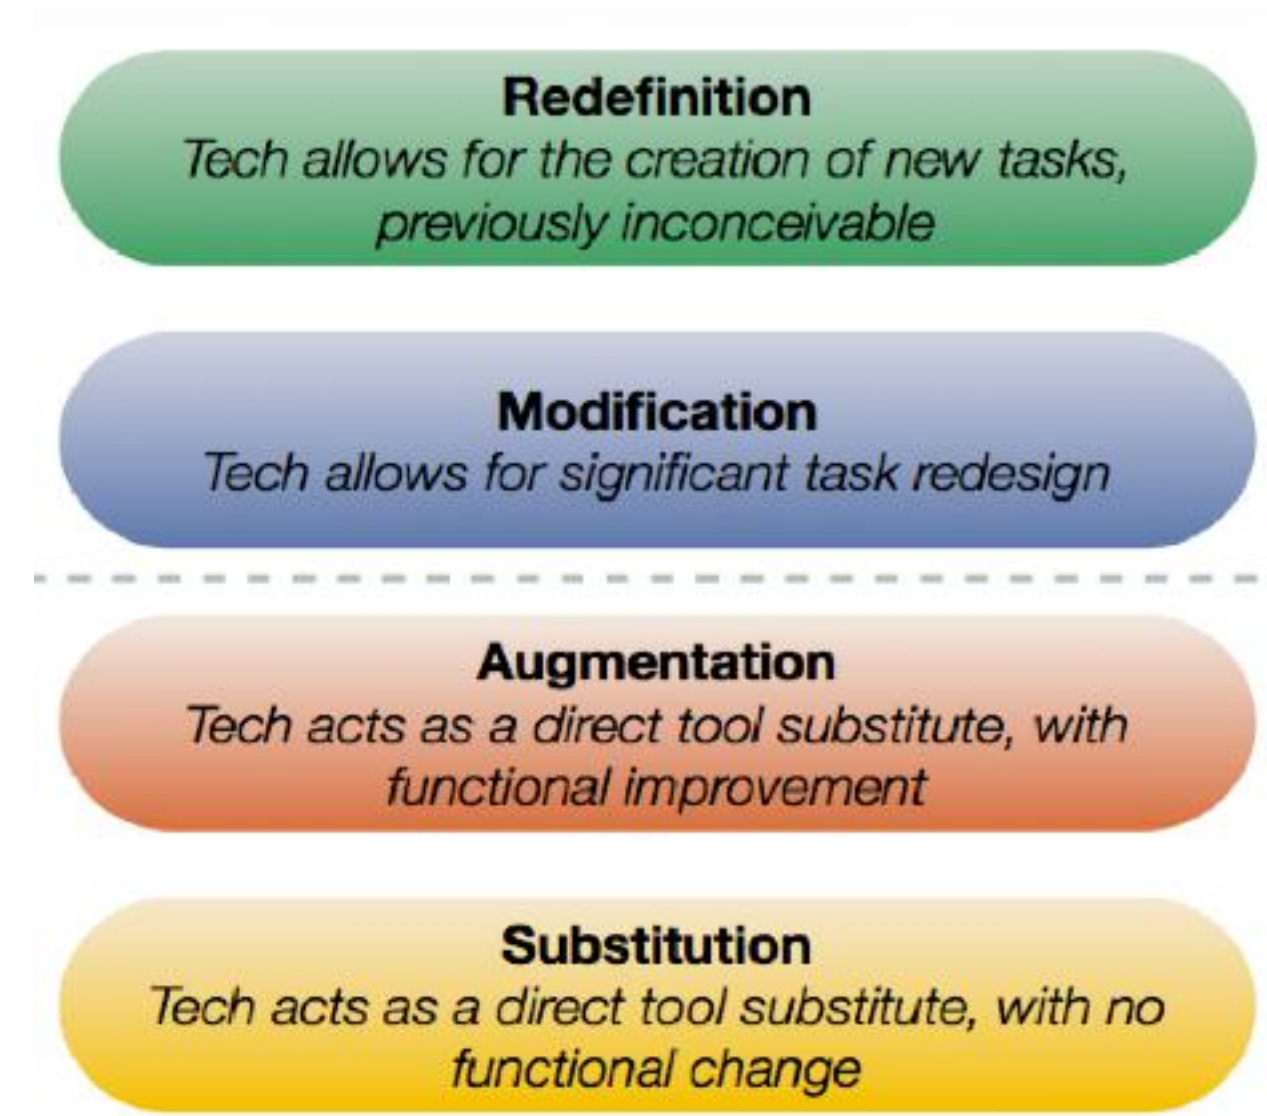 Redefinition
Tech allows for the creation of new tasks,
previously inconceivable
Modification
Tech allows for significant task redesign
Augmentation
Tech acts as a direct tool substitute, with
functional improvement
Substitution
Tech acts as a direct tool substitute, with no
functional change